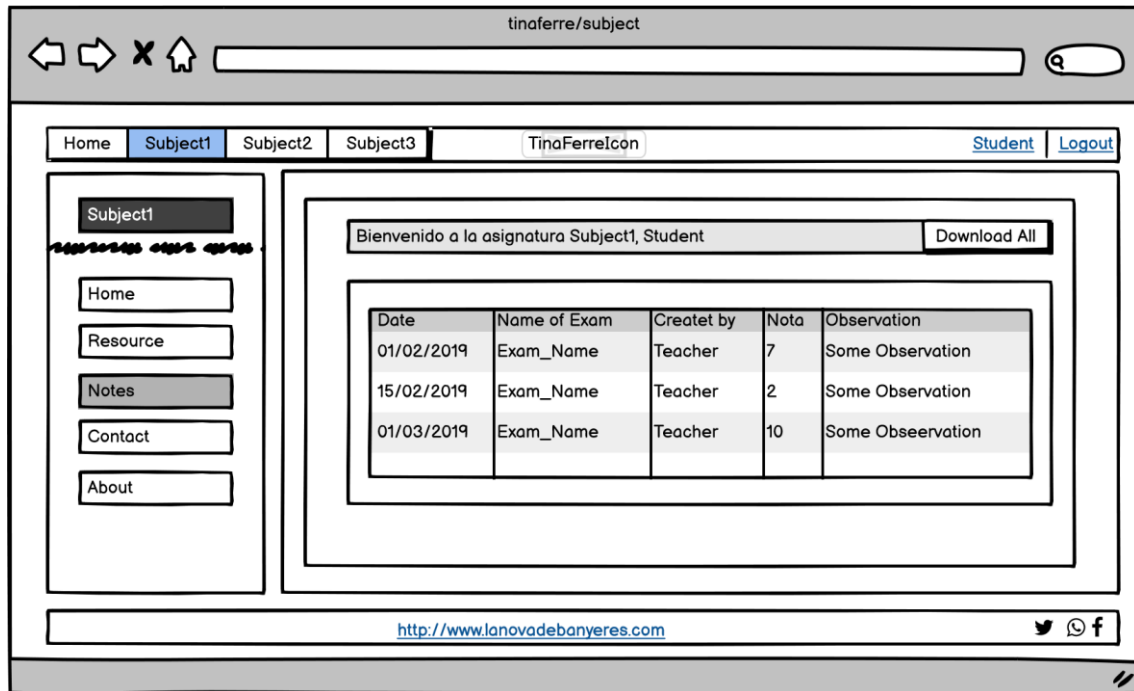 tinaferre/subject
Home Subject1 Subject2 Subject3 TinaFerreIcon Student Logout
Subject1
Home
Resource
Notes
Contact
About
Bienvenido a la asignatura Subject1, Student Download All
Date Name of Exam Createt by Nota Observation
01/02/2019 Exam_Name Teacher 7 Some Observation
15/02/2019 Exam_Name Teacher 2 Some Observation
01/03/2019 Exam_Name Teacher 10 Some Obseervation
http://www.lanovadebanyeres.com